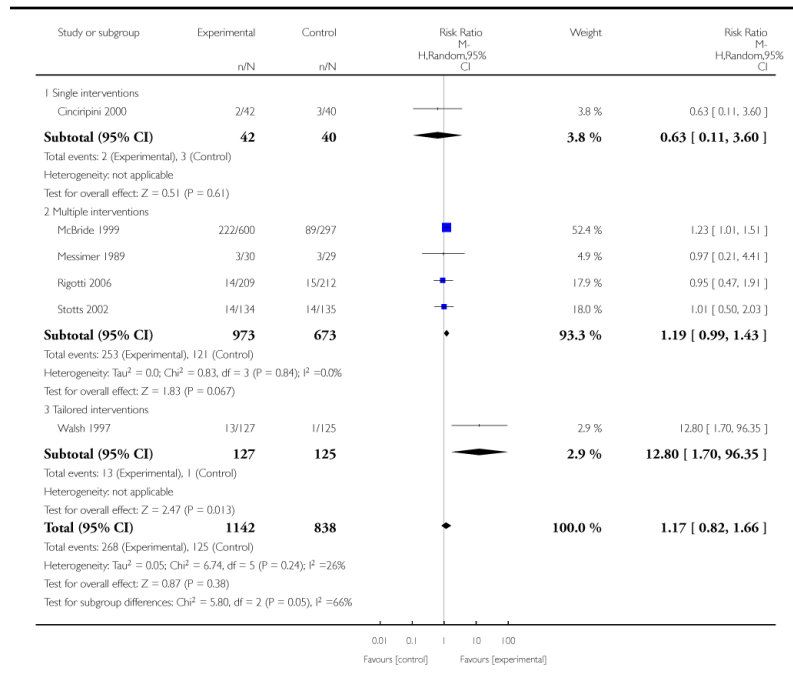 Study or subgroup Experimental Control Risk Ratio Weight Risk Ratio
M- M-
H,Random,95% H,Random,95%
n/N n/N CI CI
1 Single interventions
Cinciripini 2000 2/42 3/40 3.8 % 0.63 [ 0.11, 3.60 ]
Subtotal (95% CI) 42 40 3.8 % 0.63 [ 0.11, 3.60 ]
Total events: 2 (Experimental), 3 (Control)
Heterogeneity: not applicable
Test for overall effect: Z = 0.51 (P = 0.61)
2 Multiple interventions
McBride 1999 222/600 89/297 52.4 % 1.23 [ 1.01, 1.51 ]
Messimer 1989 3/30 3/29 4.9 % 0.97 [ 0.21, 4.41 ]
Rigotti 2006 14/209 15/212 17.9 % 0.95 [ 0.47, 1.91 ]
Stotts 2002 14/134 14/135 18.0 % 1.01 [ 0.50, 2.03 ]
Subtotal (95% CI) 973 673 93.3 % 1.19 [ 0.99, 1.43 ]
Total events: 253 (Experimental), 121 (Control)
Heterogeneity: Tau² = 0.0; Chi² = 0.83, df = 3 (P = 0.84); I² =0.0%
Test for overall effect: Z = 1.83 (P = 0.067)
3 Tailored interventions
Walsh 1997 13/127 1/125 2.9 % 12.80 [ 1.70, 96.35 ]
Subtotal (95% CI) 127 125 2.9 % 12.80 [ 1.70, 96.35 ]
Total events: 13 (Experimental), 1 (Control)
Heterogeneity: not applicable
Test for overall effect: Z = 2.47 (P = 0.013)
Total (95% CI) 1142 838 100.0 % 1.17 [ 0.82, 1.66 ]
Total events: 268 (Experimental), 125 (Control)
Heterogeneity: Tau² = 0.05; Chi² = 6.74, df = 5 (P = 0.24); I² =26%
Test for overall effect: Z = 0.87 (P = 0.38)
Test for subgroup differences: Chi² = 5.80, df = 2 (P = 0.05), I² =66%
0.01 0.1 1 10 100
Favours [control] Favours [experimental]